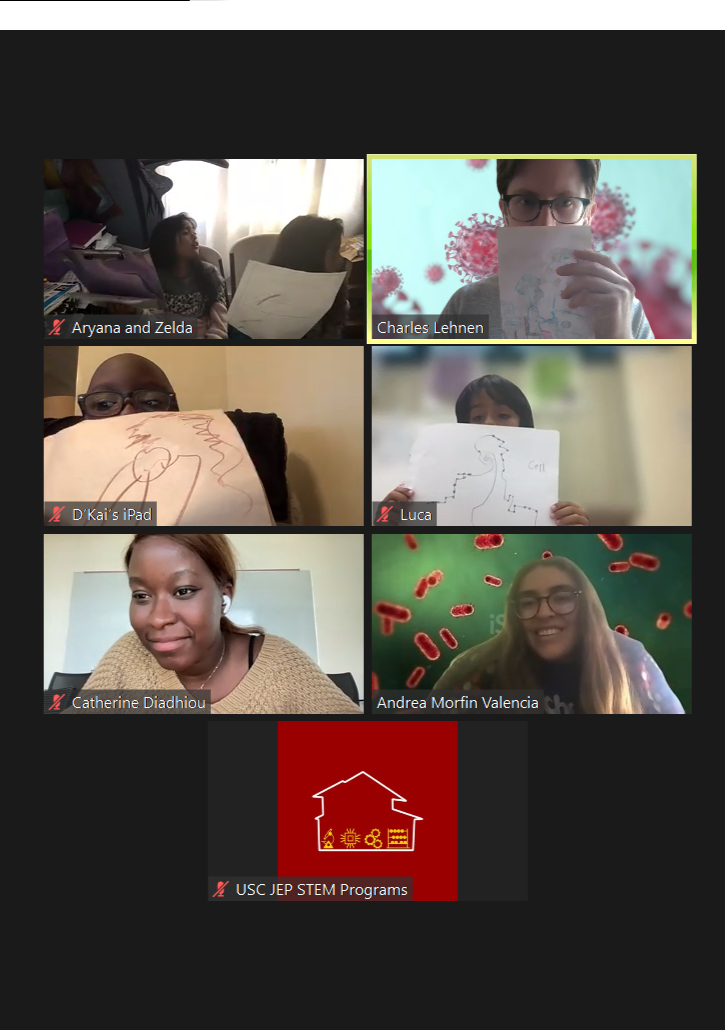 Aryana and Zelda
Charles Lehnen
D'Kai's iPad
Luca
Cell
Catherine Diadhiou
Andrea Morfin Valencia
USC JEP STEM Programs